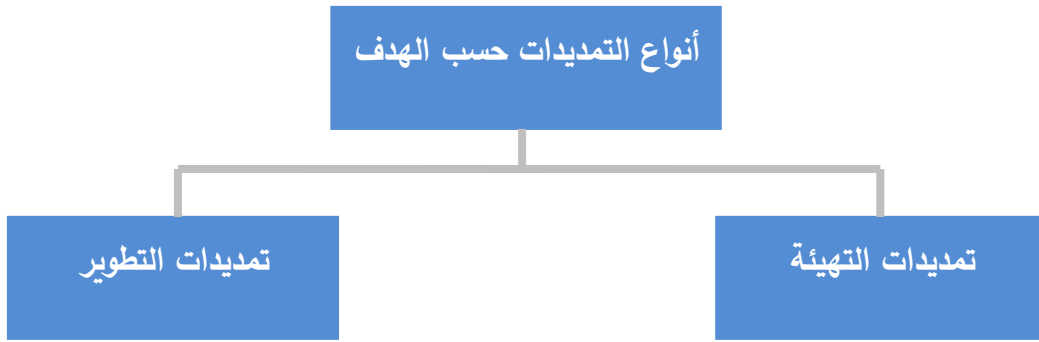 أنواع التمديدات حسب الهدف
تمديدات التهيئة
تمديدات التطوير